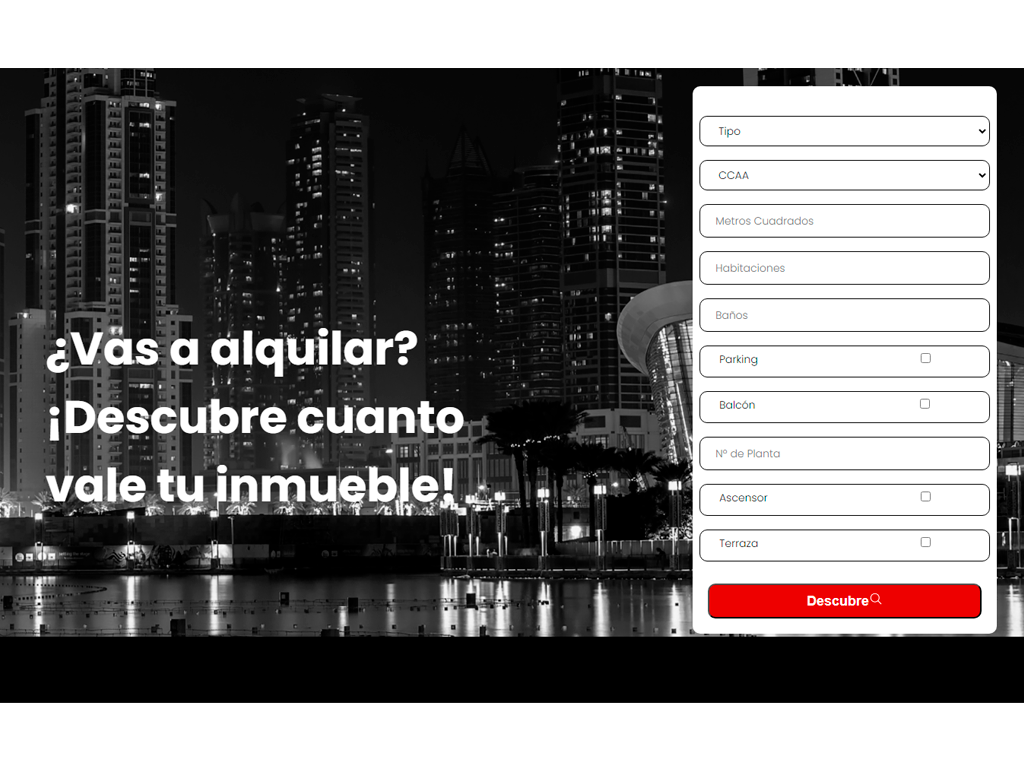 ¿Vas a alquilar?
¡Descubre cuanto
vale tu inmueble!
Tipo
CCAA
Metros Cuadrados
Habitaciones
Baños
Parking
Balcón
Nº de Planta
Ascensor
Terraza
Descubre